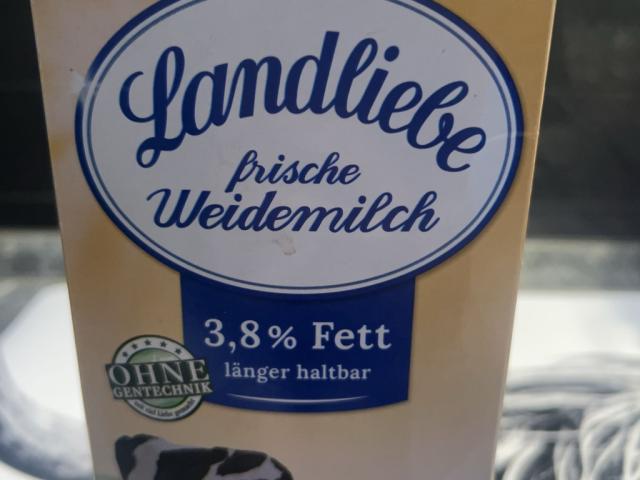 Landliebe
frische
Weidemilch
3,8% Fett
länger haltbar
OHNE
GENTECHNIK